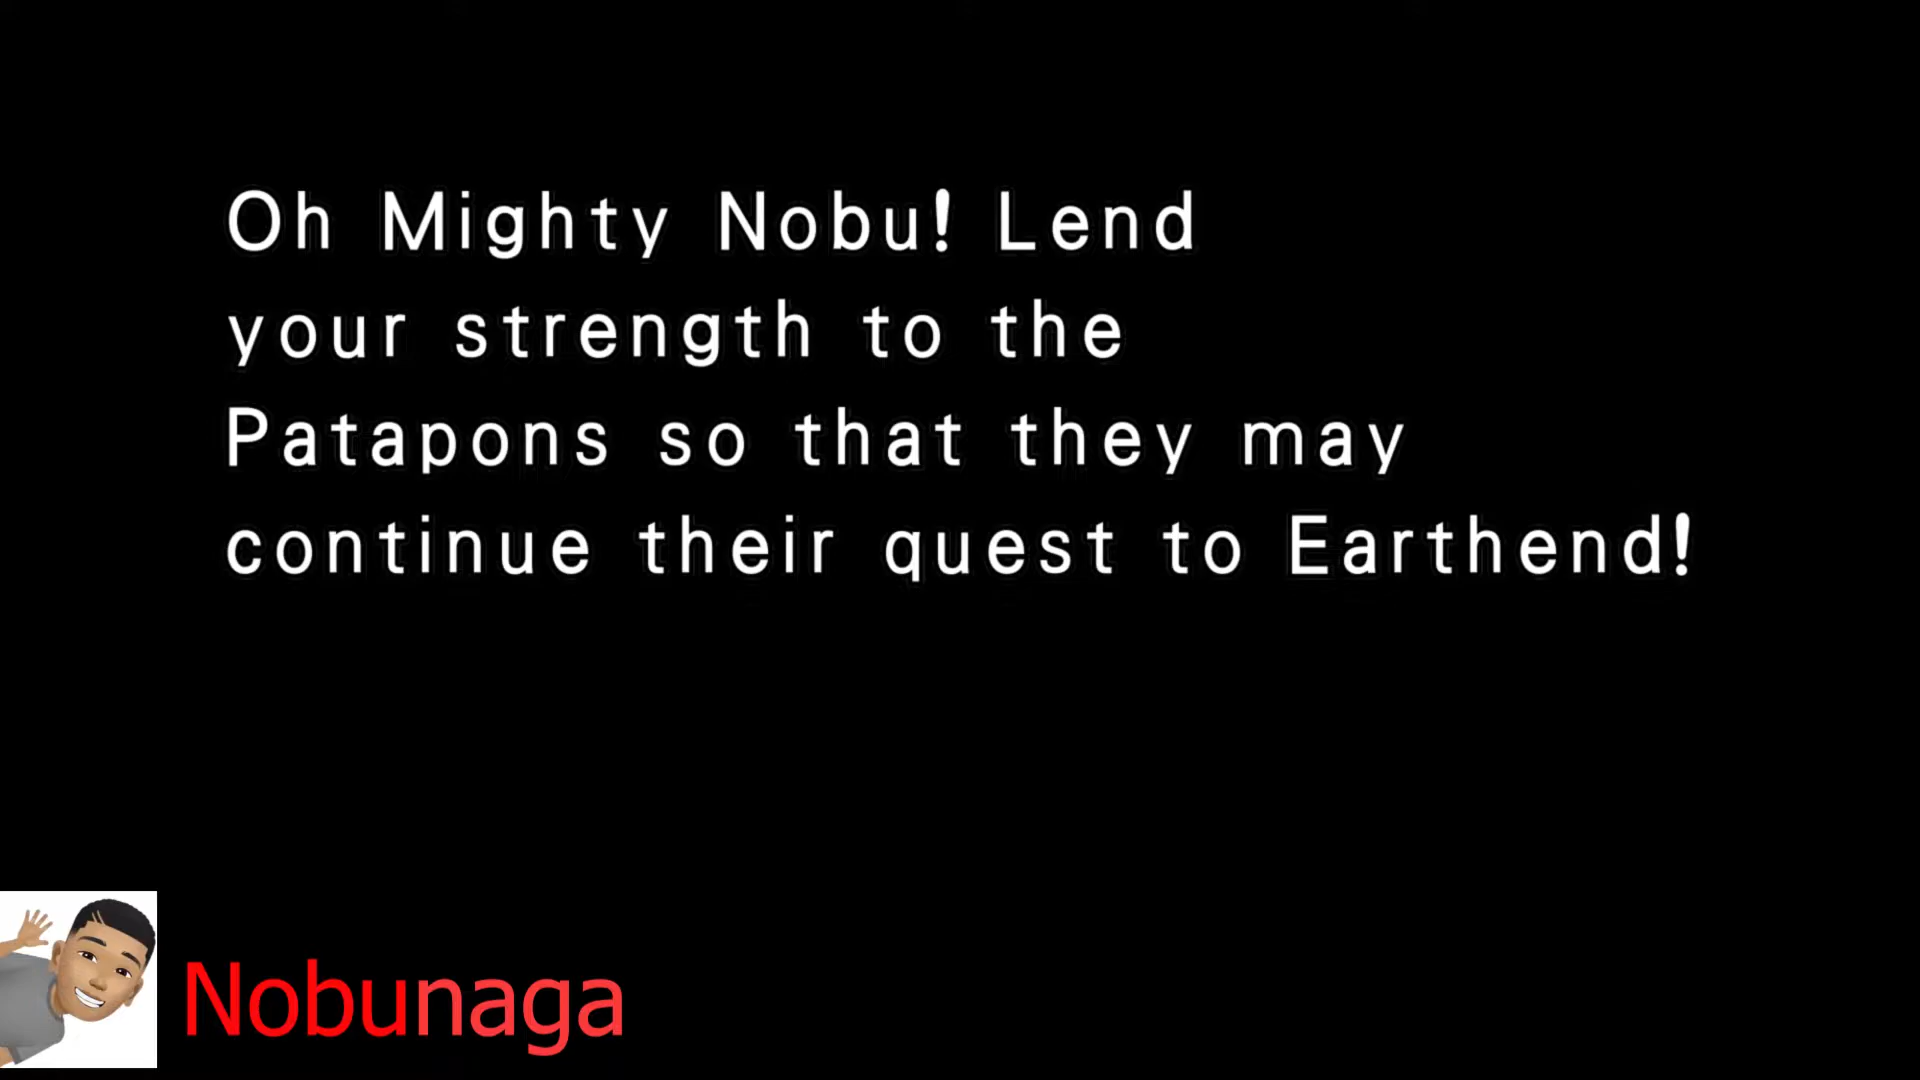 Oh Mighty Nobu! Lend
your strength to the
Patapons so that they may
continue their quest to Earthend!
Nobunaga